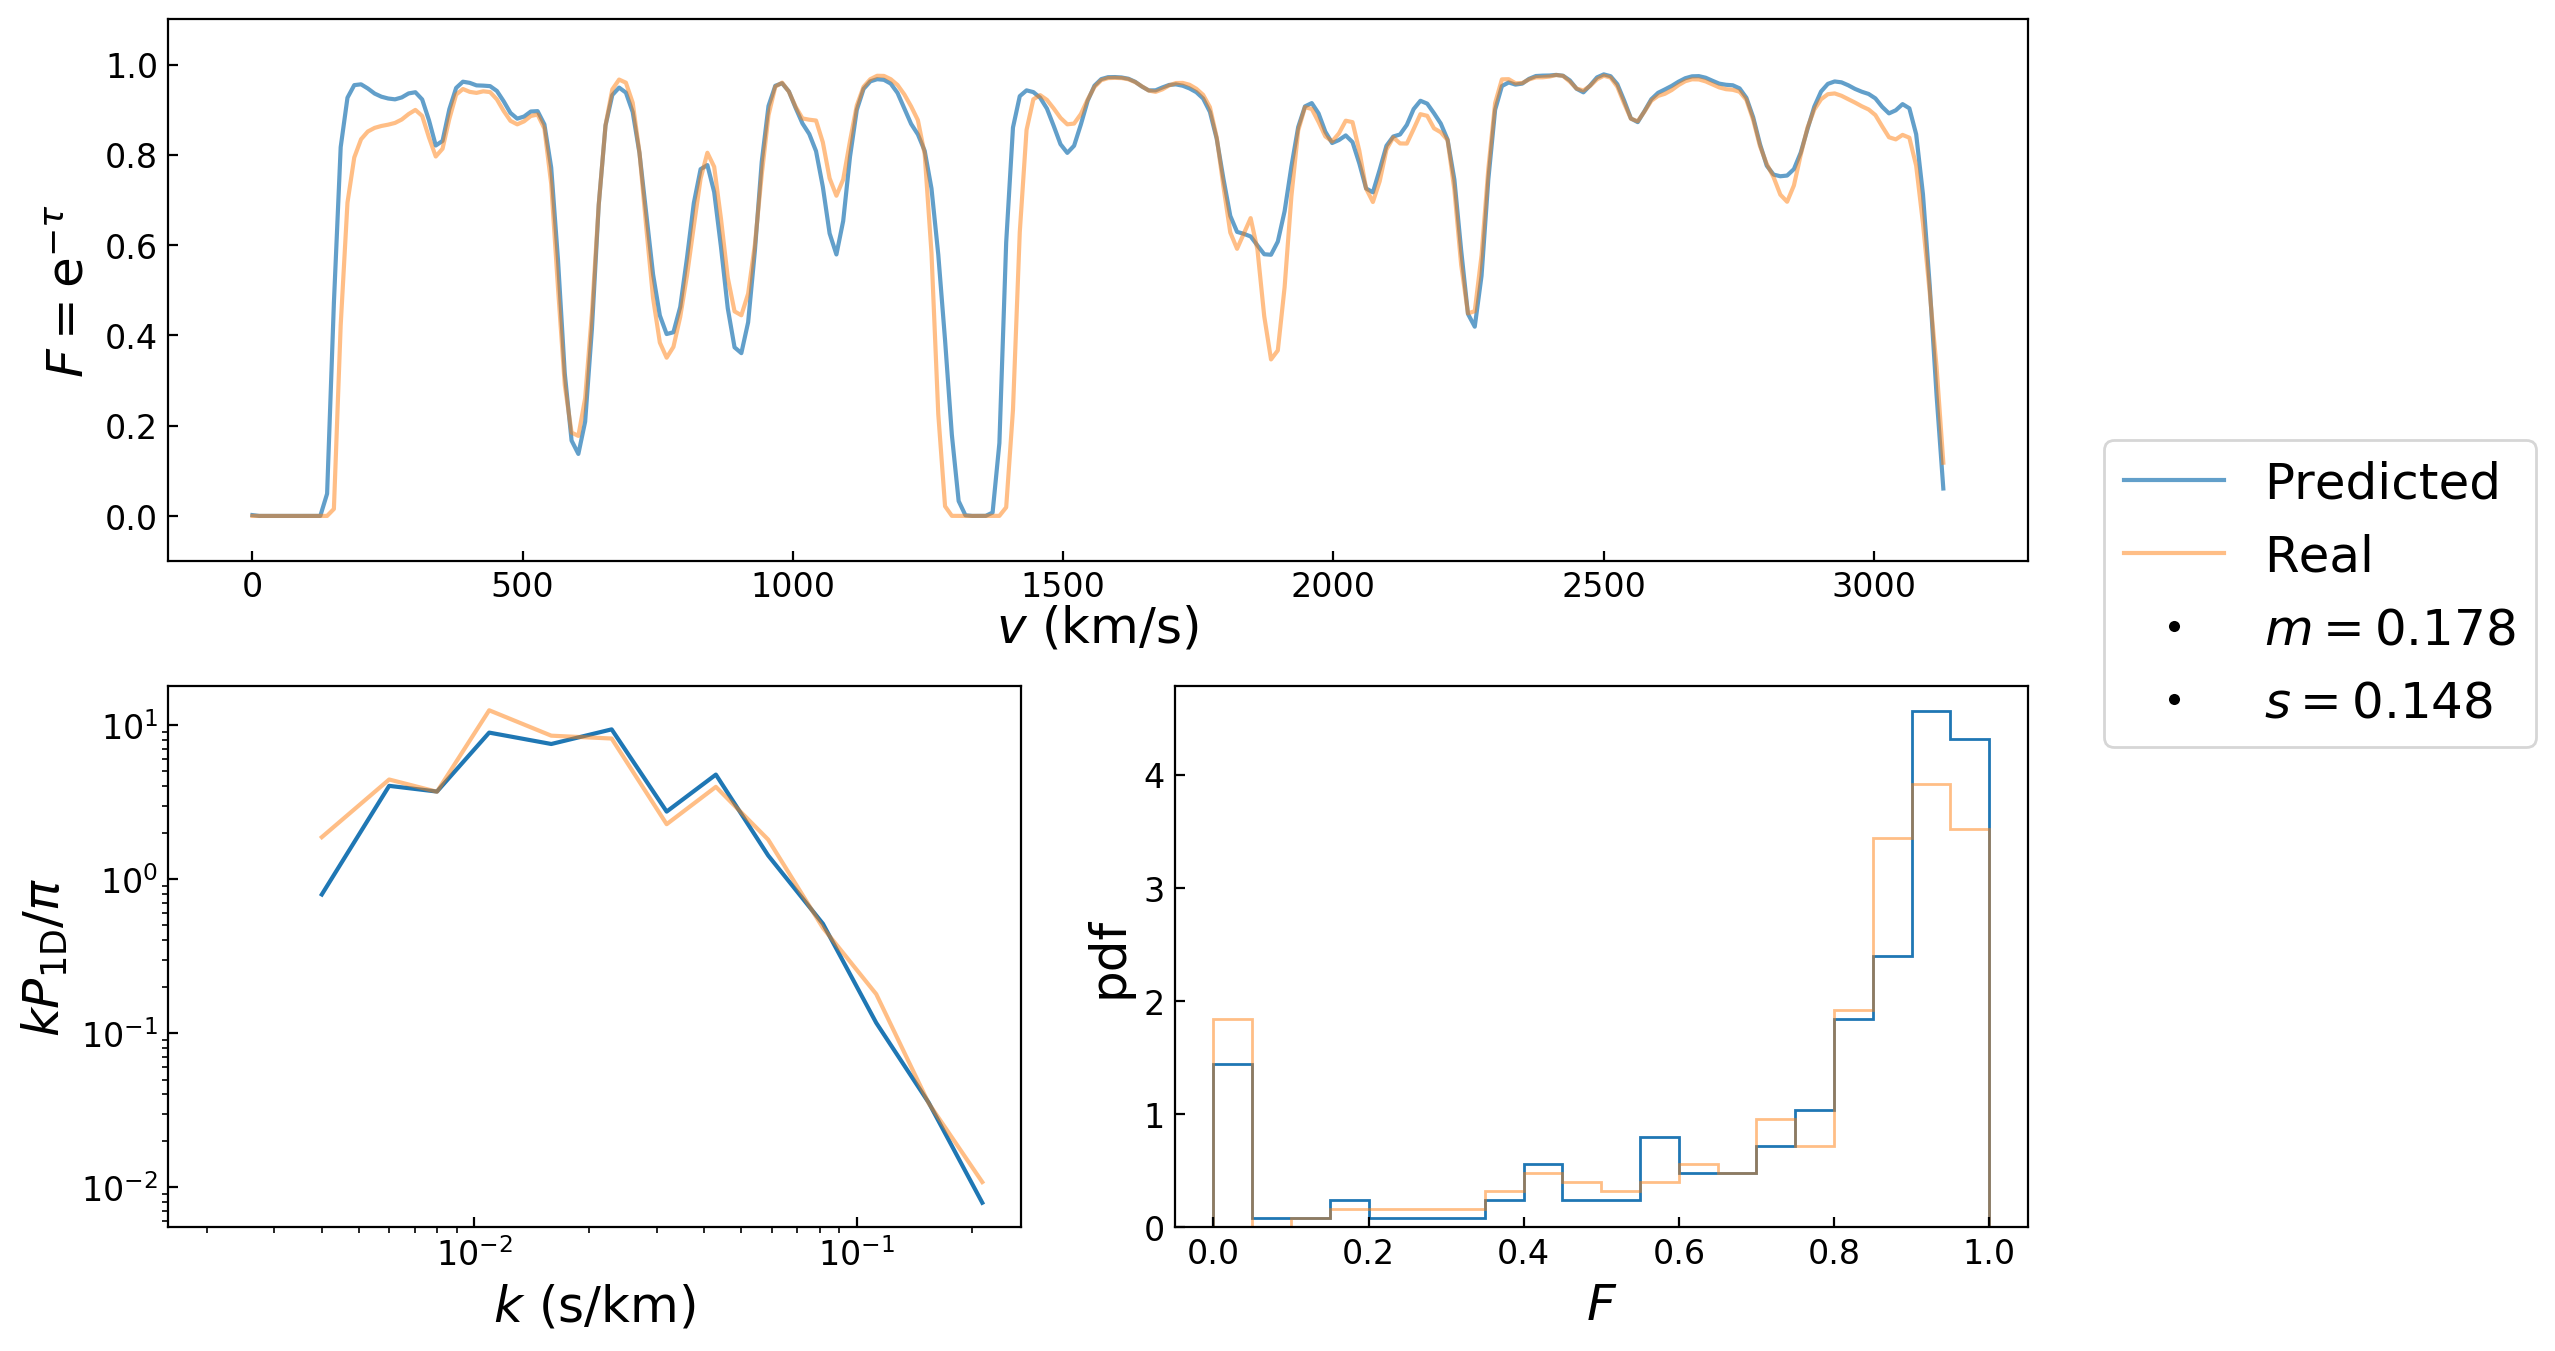 1.0
0.8
0.6
0.4
0.2
0.0
F = e^{−τ}
0 500 1000 1500 2000 2500 3000
v (km/s)
Predicted
Real
m = 0.178
s = 0.148
10^1
10^0
10^{−1}
10^{−2}
kP_{1D}/π
10^{−2} 10^{−1}
k (s/km)
4
3
2
1
0
pdf
0.0 0.2 0.4 0.6 0.8 1.0
F